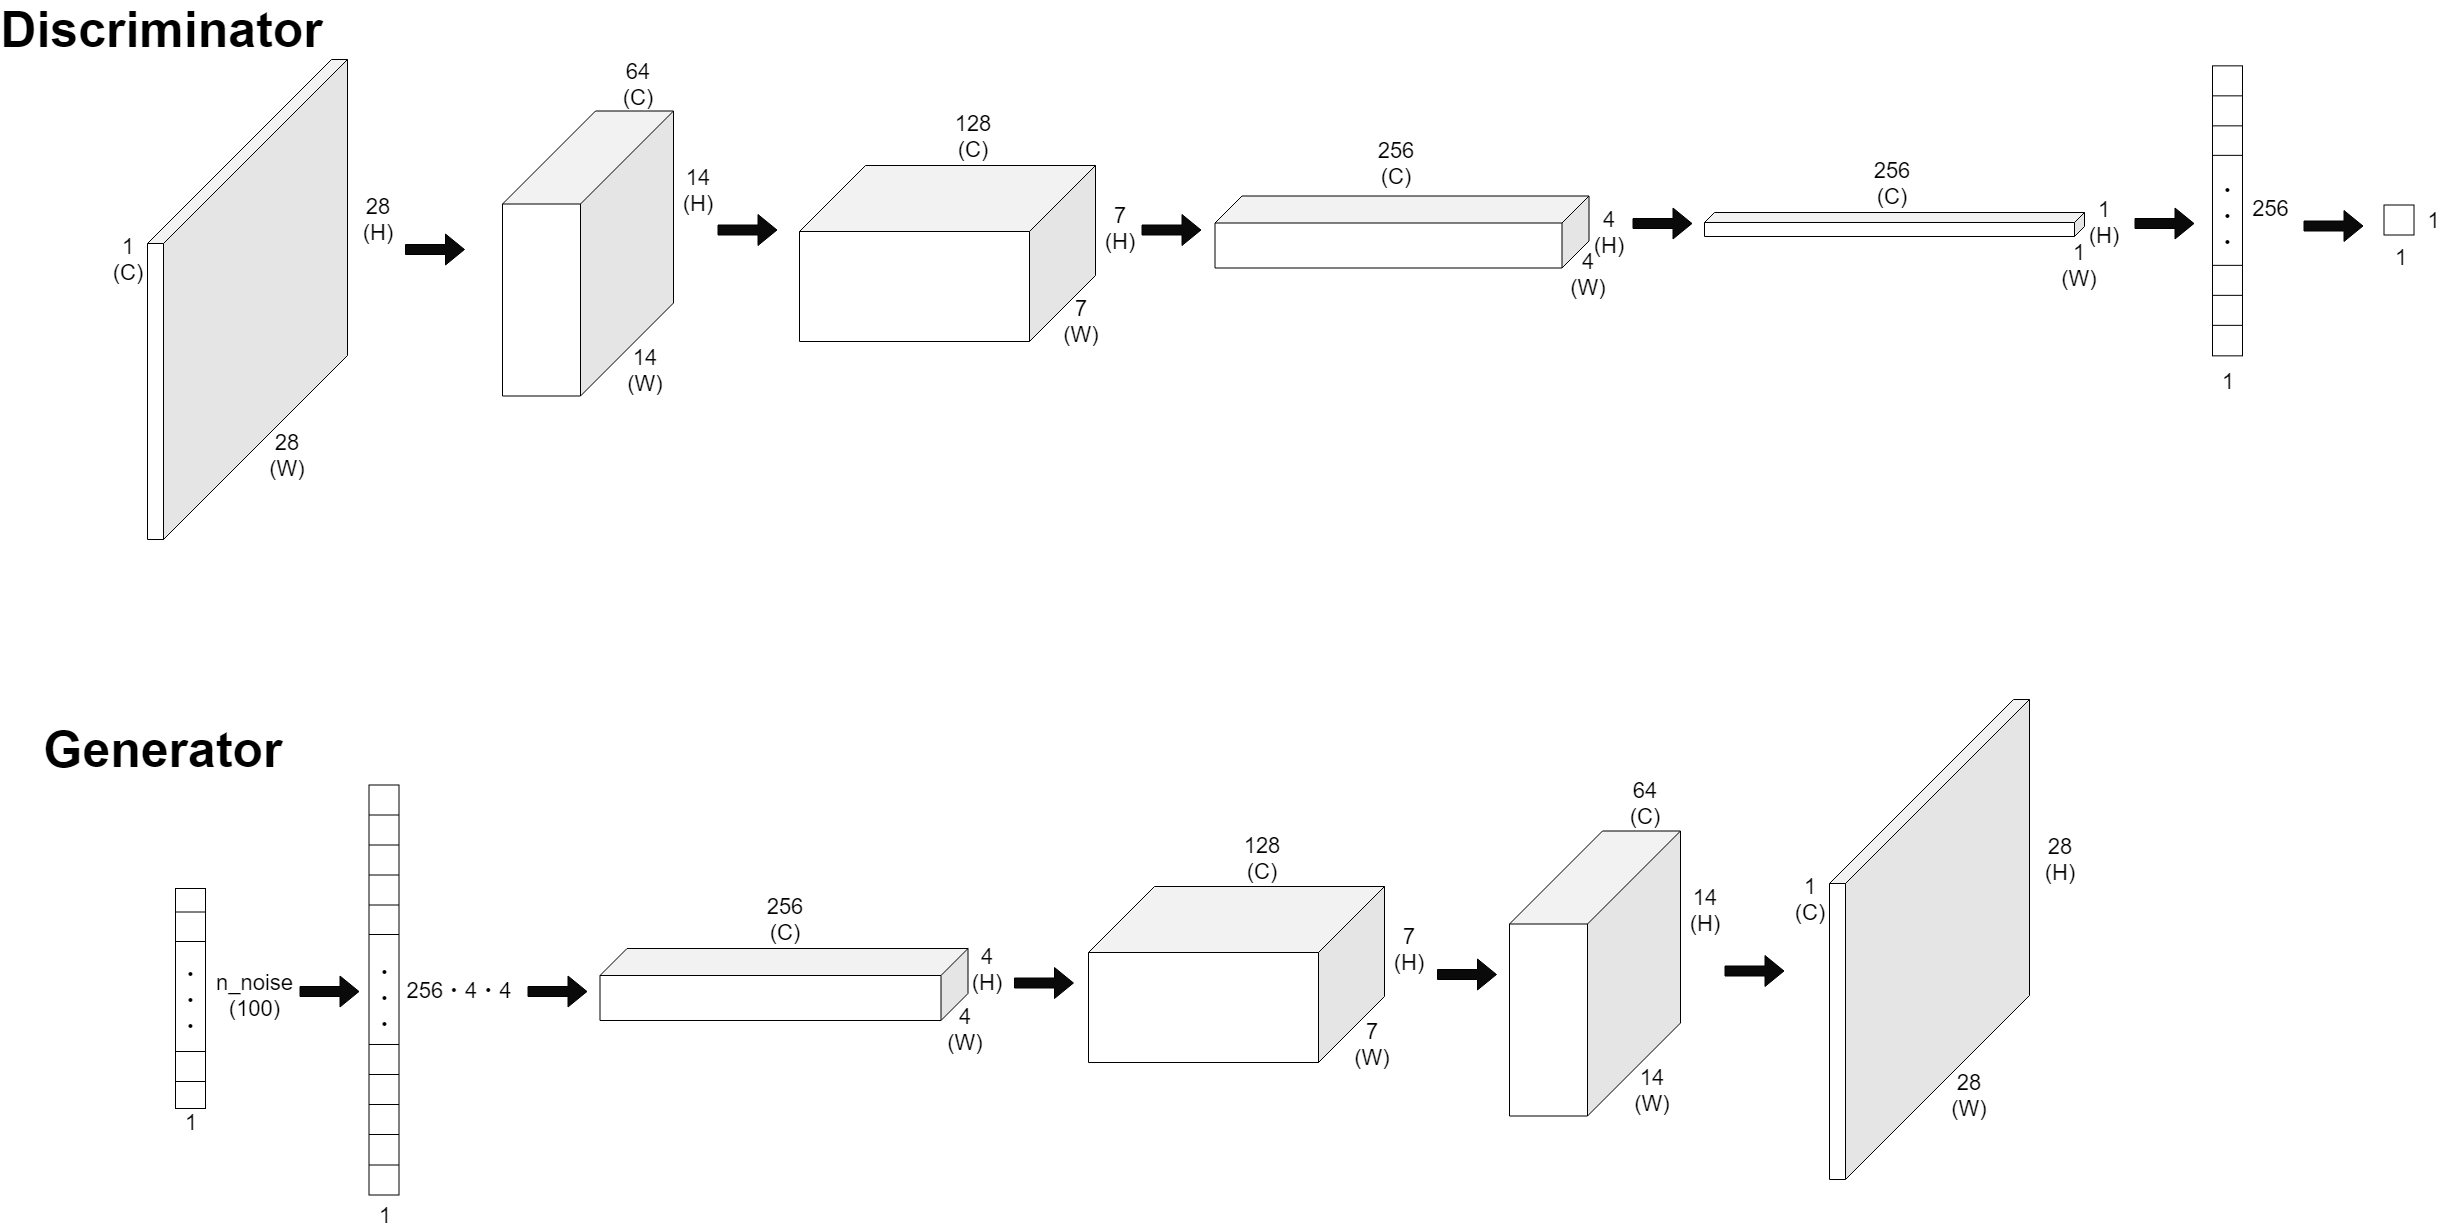 Discriminator
1
(C)
28
(H)
28
(W)
64
(C)
14
(H)
14
(W)
128
(C)
7
(H)
7
(W)
256
(C)
4
(H)
4
(W)
256
(C)
1
(H)
1
(W)
256
1
1
1
Generator
n_noise
(100)
1
256・4・4
1
256
(C)
4
(H)
4
(W)
128
(C)
7
(H)
7
(W)
64
(C)
14
(H)
14
(W)
1
(C)
28
(H)
28
(W)